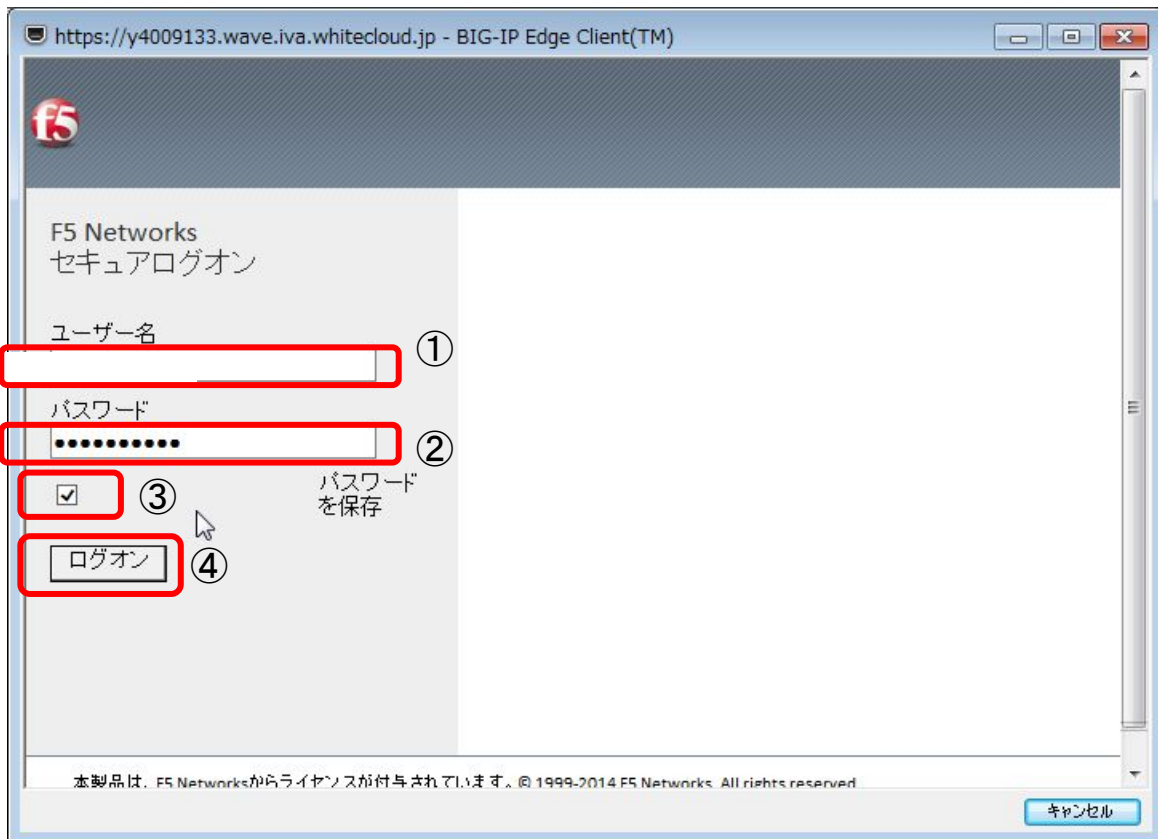 https://y4009133.wave.iva.whitecloud.jp - BIG-IP Edge Client(TM)
f5
F5 Networks
セキュアログオン
ユーザー名
①
パスワード
••••••••••
②
③
パスワード
を保存
ログオン
④
本製品は、F5 Networksからライセンスが付与されています。© 1999-2014 F5 Networks. All rights reserved
キャンセル